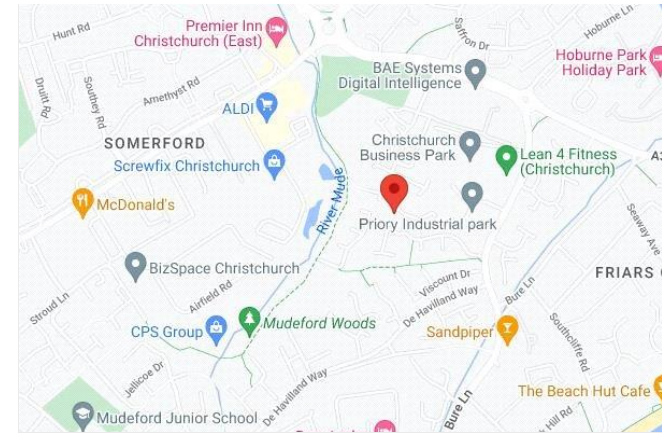 Hunt Rd
Premier Inn
Christchurch (East)
Saffron Dr
Hoburne Ln
Hoburne Park
Holiday Park
BAE Systems
Digital Intelligence
Druitt Rd
Southey Rd
Amethyst Rd
ALDI
SOMERFORD
Christchurch
Business Park
Lean 4 Fitness
(Christchurch)
A3
Screwfix Christchurch
McDonald's
River Mude
Priory Industrial park
Seaway Ave
BizSpace Christchurch
FRIARS
Viscount Dr
De Havilland Way
Bure Ln
Stroud Ln
Airfield Rd
CPS Group
Mudeford Woods
Sandpiper
Southcliffe Rd
Jellicoe Dr
De Havilland Way
The Beach Hut Cafe
Mudeford Junior School
Bure Ln
Hill Rd